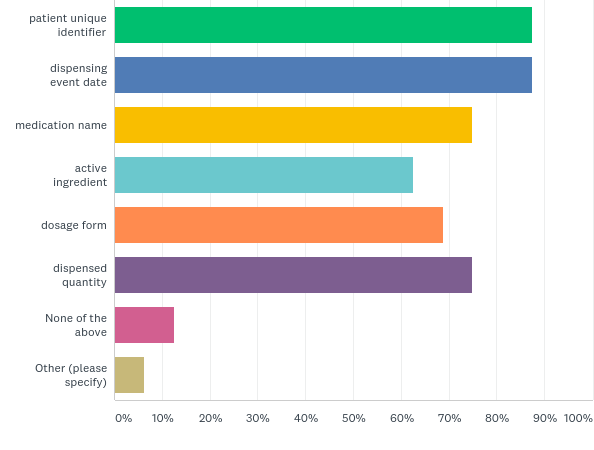 patient unique
identifier
dispensing
event date
medication name
active
ingredient
dosage form
dispensed
quantity
None of the
above
Other (please
specify)
0% 10% 20% 30% 40% 50% 60% 70% 80% 90% 100%